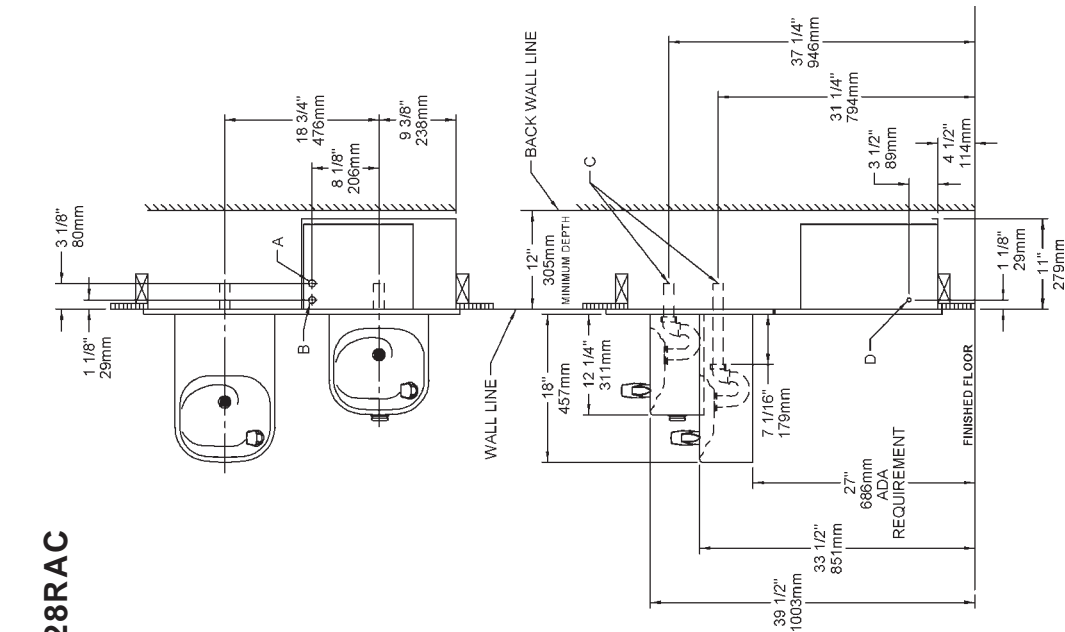 28RAC
3 1/8"
80mm
1 1/8"
29mm
A
B
18 3/4"
476mm
8 1/8"
206mm
9 3/8"
238mm
WALL LINE
BACK WALL LINE
12"
305mm
MINIMUM DEPTH
C
37 1/4"
946mm
31 1/4"
794mm
3 1/2"
89mm
4 1/2"
114mm
18"
457mm
12 1/4"
311mm
7 1/16"
179mm
D
1 1/8"
29mm
11"
279mm
FINISHED FLOOR
27"
686mm
ADA
REQUIREMENT
33 1/2"
851mm
39 1/2"
1003mm